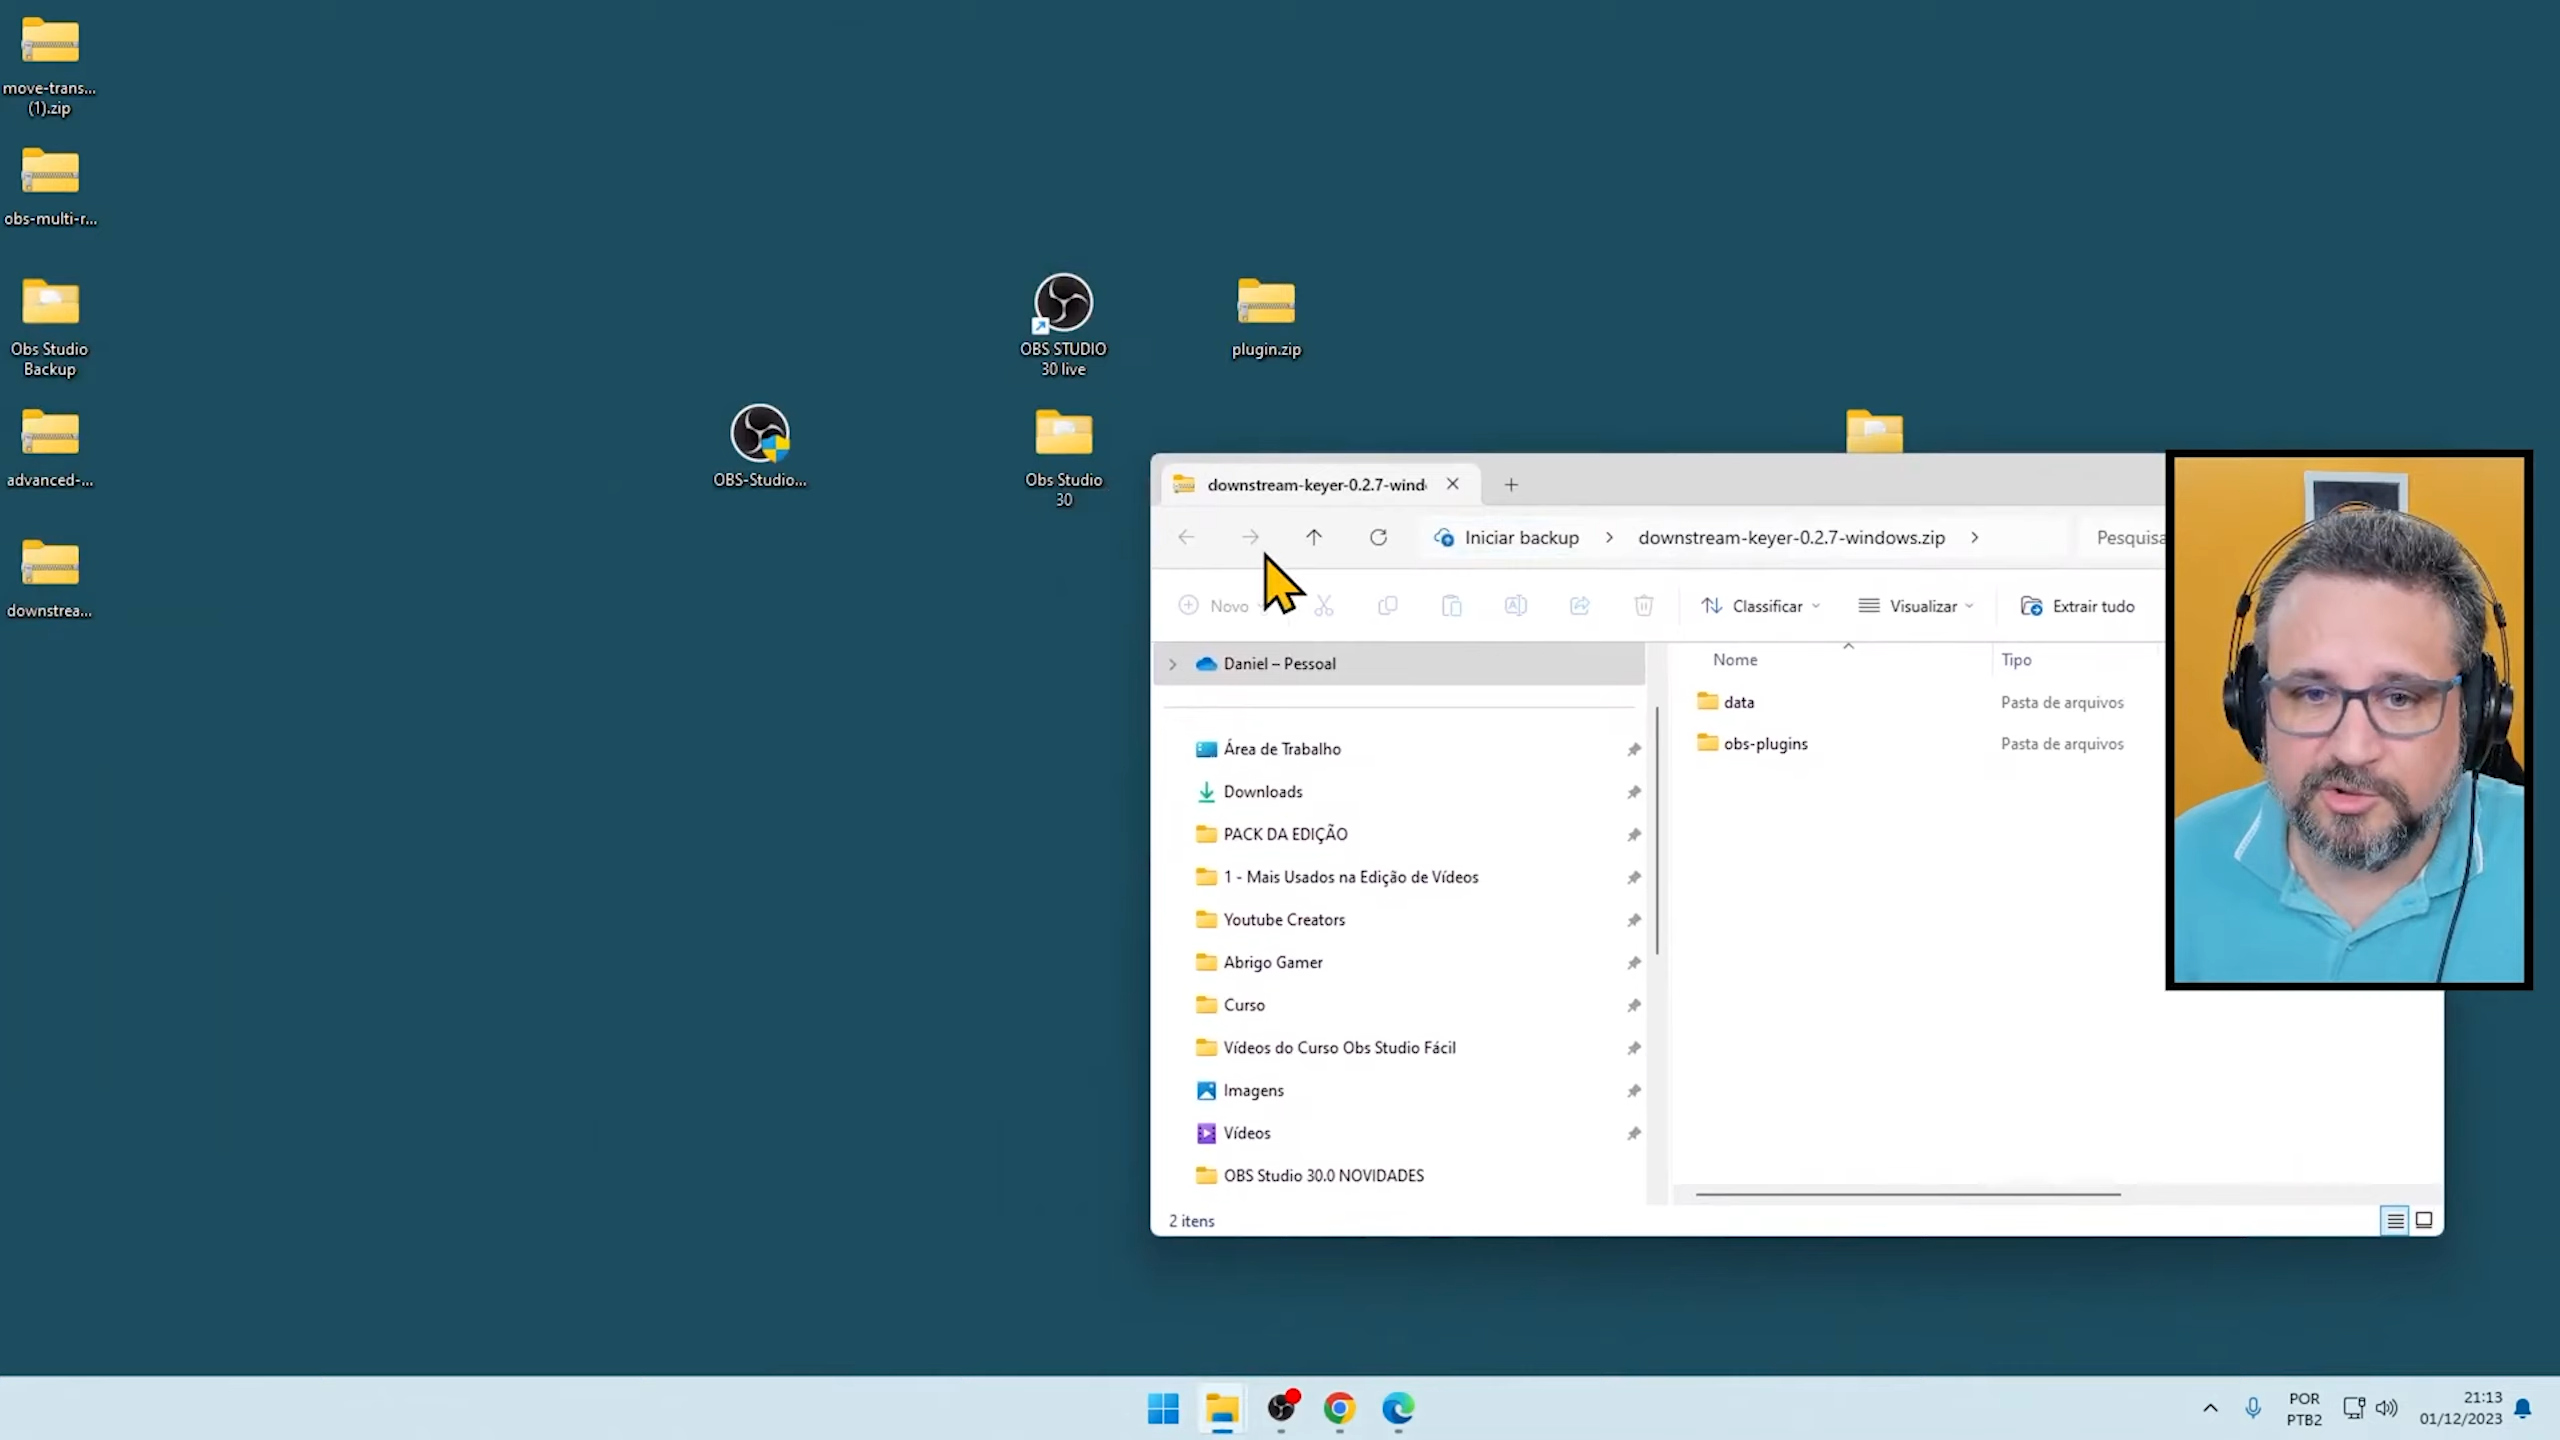 move-trans...
(1).zip
obs-multi-r...
Obs Studio
Backup
advanced-...
downstrea...
OBS STUDIO
30 live
plugin.zip
OBS-Studio...
Obs Studio
30
downstream-keyer-0.2.7-wind
Iniciar backup
downstream-keyer-0.2.7-windows.zip
Pesquisa
Novo
Classificar
Visualizar
Extrair tudo
Daniel – Pessoal
Área de Trabalho
Downloads
PACK DA EDIÇÃO
1 - Mais Usados na Edição de Vídeos
Youtube Creators
Abrigo Gamer
Curso
Vídeos do Curso Obs Studio Fácil
Imagens
Vídeos
OBS Studio 30.0 NOVIDADES
2 itens
Nome
Tipo
data
Pasta de arquivos
obs-plugins
Pasta de arquivos
POR
PTB2
21:13
01/12/2023